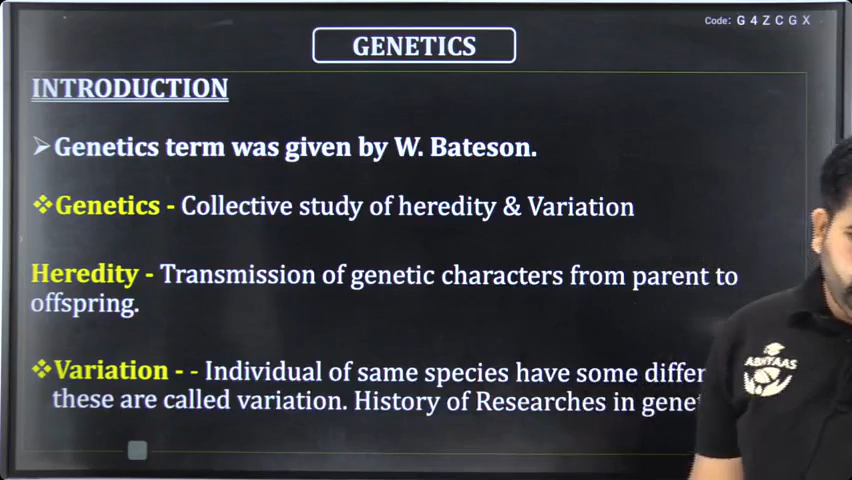 Code: G 4 Z C G X
GENETICS
INTRODUCTION
Genetics term was given by W. Bateson.
Genetics - Collective study of heredity & Variation
Heredity - Transmission of genetic characters from parent to
offspring.
Variation - - Individual of same species have some differ
these are called variation. History of Researches in gene
ABHYAAS